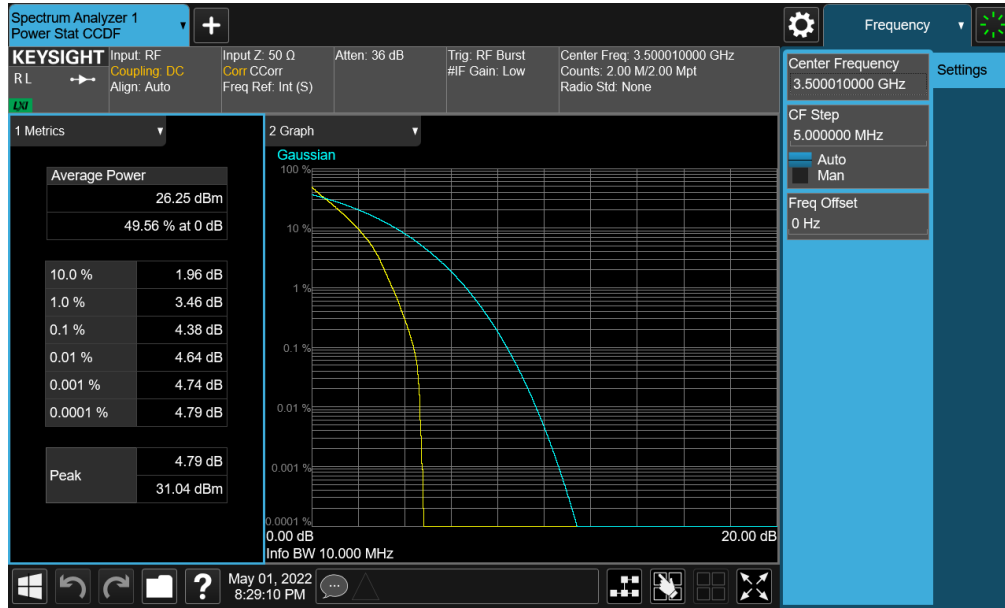 Spectrum Analyzer 1
Power Stat CCDF
+
Frequency
KEYSIGHT
R L
LXI
Input: RF
Coupling: DC
Align: Auto
Input Z: 50 Ω
Corr CCorr
Freq Ref: Int (S)
Atten: 36 dB
Trig: RF Burst
#IF Gain: Low
Center Freq: 3.500010000 GHz
Counts: 2.00 M/2.00 Mpt
Radio Std: None
Center Frequency
3.500010000 GHz
Settings
CF Step
5.000000 MHz
Auto
Man
Freq Offset
0 Hz
1 Metrics
Average Power
26.25 dBm
49.56 % at 0 dB
10.0 % 1.96 dB
1.0 % 3.46 dB
0.1 % 4.38 dB
0.01 % 4.64 dB
0.001 % 4.74 dB
0.0001 % 4.79 dB
Peak
4.79 dB
31.04 dBm
2 Graph
Gaussian
100 %
10 %
1 %
0.1 %
0.01 %
0.001 %
0.0001 %
0.00 dB 20.00 dB
Info BW 10.000 MHz
?
May 01, 2022
8:29:10 PM